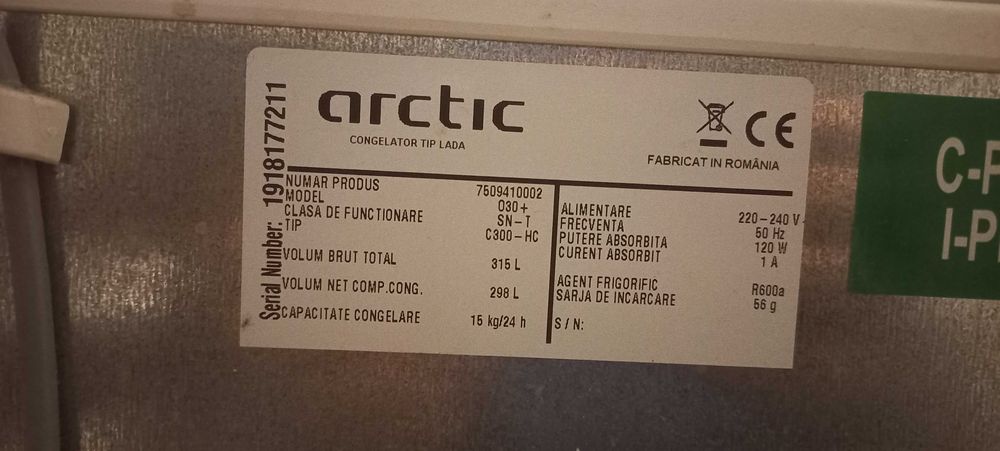 arctic
CONGELATOR TIP LADA
CE
FABRICAT IN ROMÂNIA
Serial Number: 1918177211
NUMAR PRODUS 7509410002
MODEL O30+
CLASA DE FUNCTIONARE SN-T
TIP C300-HC
VOLUM BRUT TOTAL 315 L
VOLUM NET COMP.CONG. 298 L
CAPACITATE CONGELARE 15 kg/24 h
ALIMENTARE 220-240 V
FRECVENTA 50 Hz
PUTERE ABSORBITA 120 W
CURENT ABSORBIT 1 A
AGENT FRIGORIFIC R600a
SARJA DE INCARCARE 56 g
S/N: